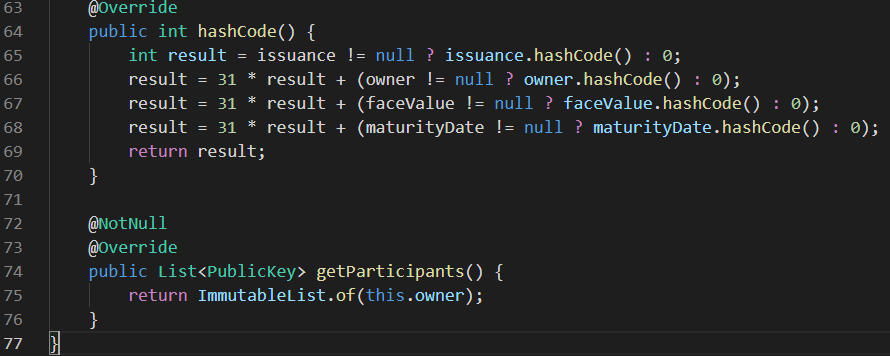 63 @Override
64 public int hashCode() {
65 int result = issuance != null ? issuance.hashCode() : 0;
66 result = 31 * result + (owner != null ? owner.hashCode() : 0);
67 result = 31 * result + (faceValue != null ? faceValue.hashCode() : 0);
68 result = 31 * result + (maturityDate != null ? maturityDate.hashCode() : 0);
69 return result;
70 }
71
72 @NotNull
73 @Override
74 public List<PublicKey> getParticipants() {
75 return ImmutableList.of(this.owner);
76 }
77 }